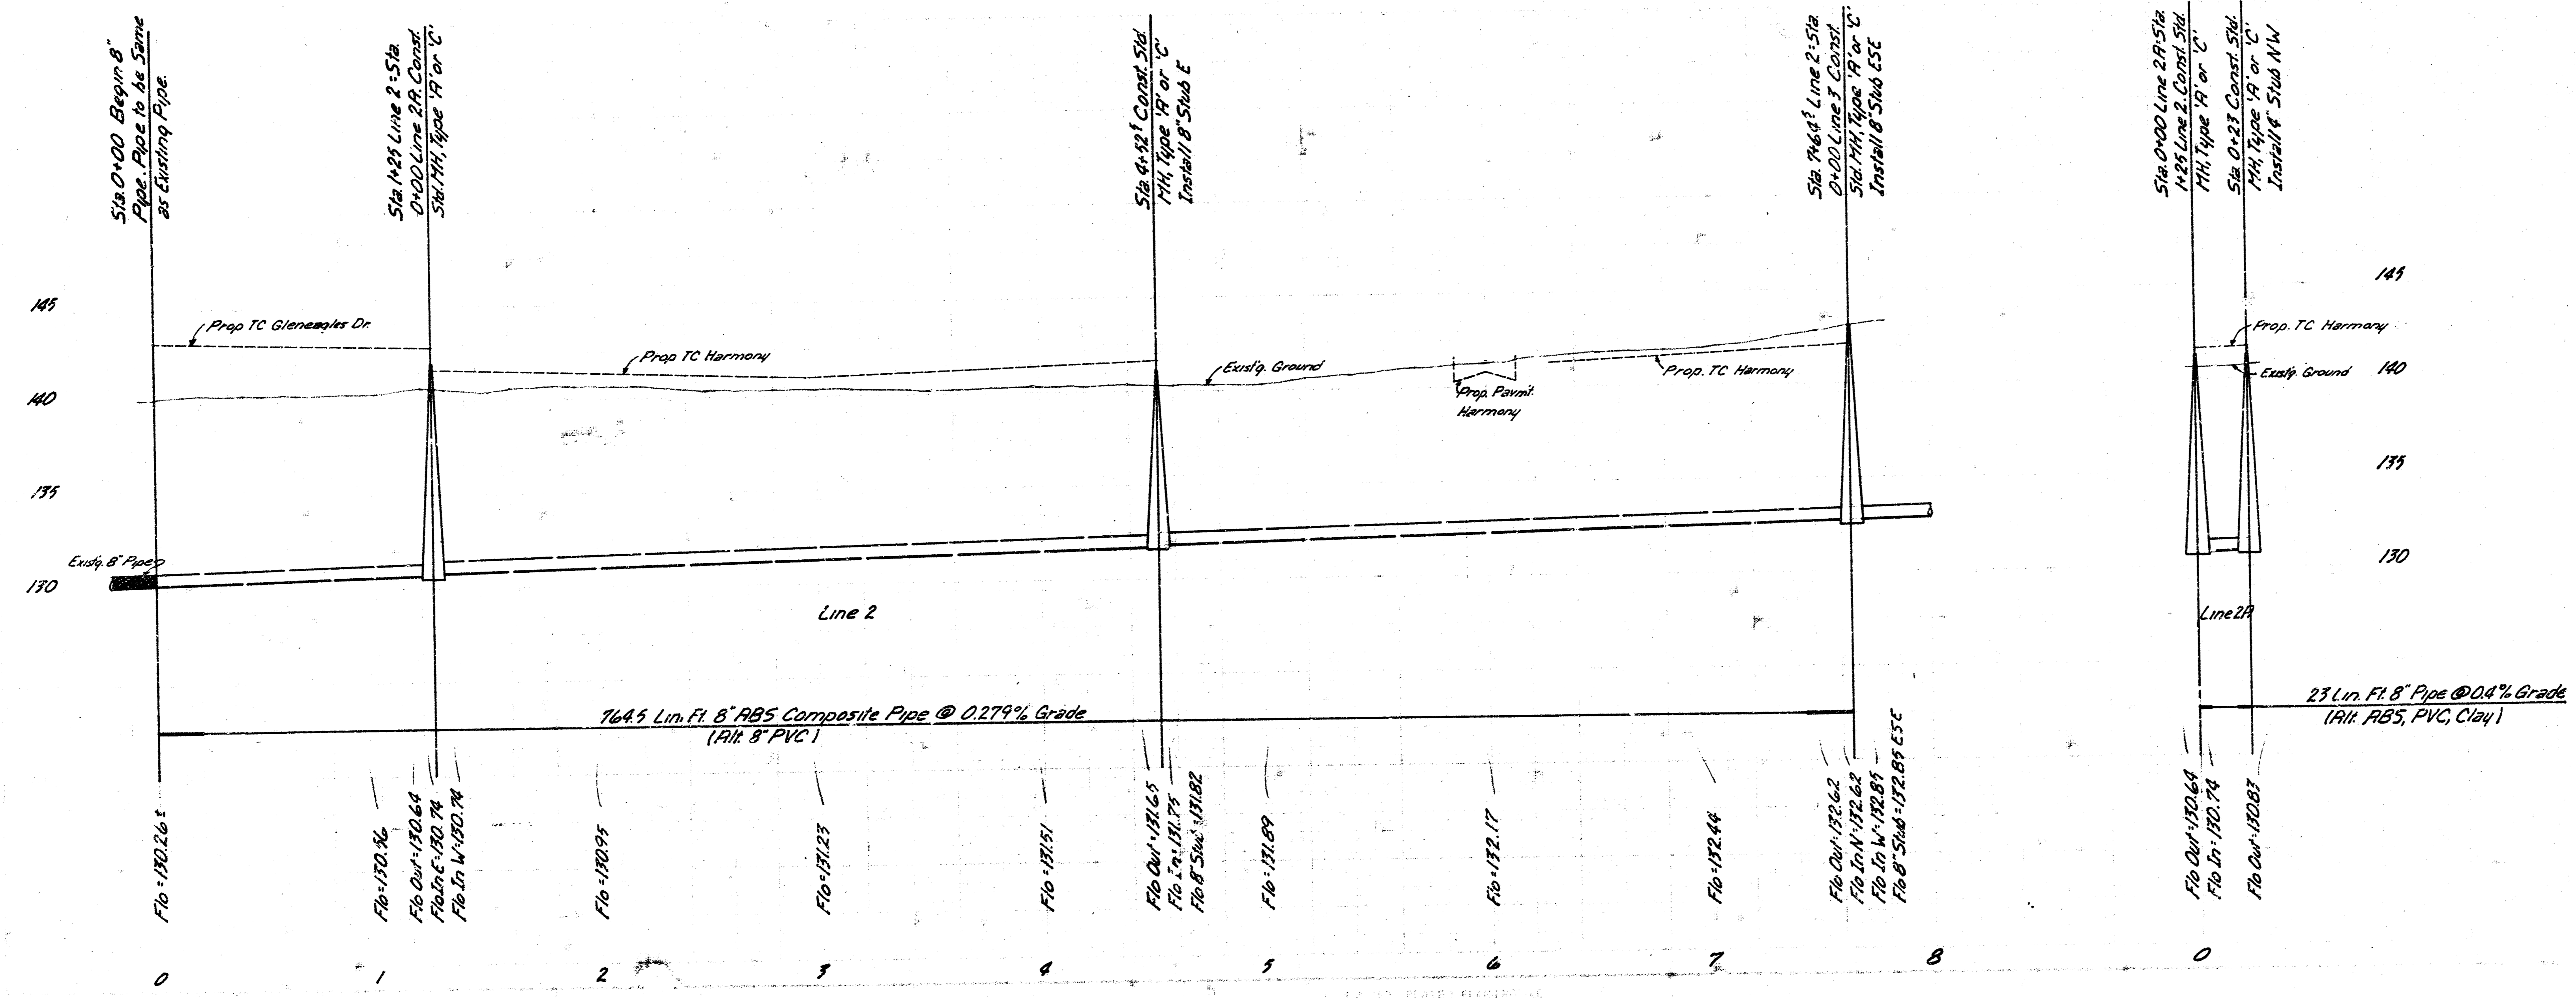 Sta. 0+00 Begin 8"
Pipe. Pipe to be Same
as Existing Pipe.
Sta. 1+25 Line 2 = Sta.
0+00 Line 2A. Const.
Std. MH, Type 'A' or 'C'
Sta. 4+52⁵ Const. Std.
MH, Type 'A' or 'C'
Install 8" Stub E
Sta. 7+64⁵ Line 2 = Sta.
0+00 Line 3 Const.
Std. MH, Type 'A' or 'C'
Install 8" Stub ESE
Sta. 0+00 Line 2A = Sta.
1+25 Line 2. Const. Std.
MH, Type 'A' or 'C'
Sta. 0+23 Const. Std.
MH, Type 'A' or 'C'
Install 4" Stub NW
145
140
135
130
Prop TC Gleneagles Dr.
Prop TC Harmony
Exist'g. Ground
Prop. Pavmt.
Harmony
Prop. TC Harmony
Prop. TC Harmony
Exist'g. Ground
145
140
135
130
Exist'g. 8" Pipe
Line 2
Line 2A
764.5 Lin. Ft. 8" ABS Composite Pipe @ 0.279% Grade
(Alt. 8" PVC)
23 Lin. Ft. 8" Pipe @ 0.4% Grade
(Alt. ABS, PVC, Clay)
Flo = 130.26±
Flo = 130.56
Flo Out = 130.64
Flo In E = 130.74
Flo In W = 130.74
Flo = 130.95
Flo = 131.23
Flo = 131.51
Flo Out = 131.65
Flo In = 131.75
Flo 8" Stub = 131.82
Flo = 131.89
Flo = 132.17
Flo = 132.44
Flo Out = 132.62
Flo In N = 132.62
Flo In W = 132.85
Flo 8" Stub = 132.85 ESE
Flo Out = 130.64
Flo In = 130.74
Flo Out = 130.83
0 1 2 3 4 5 6 7 8 0